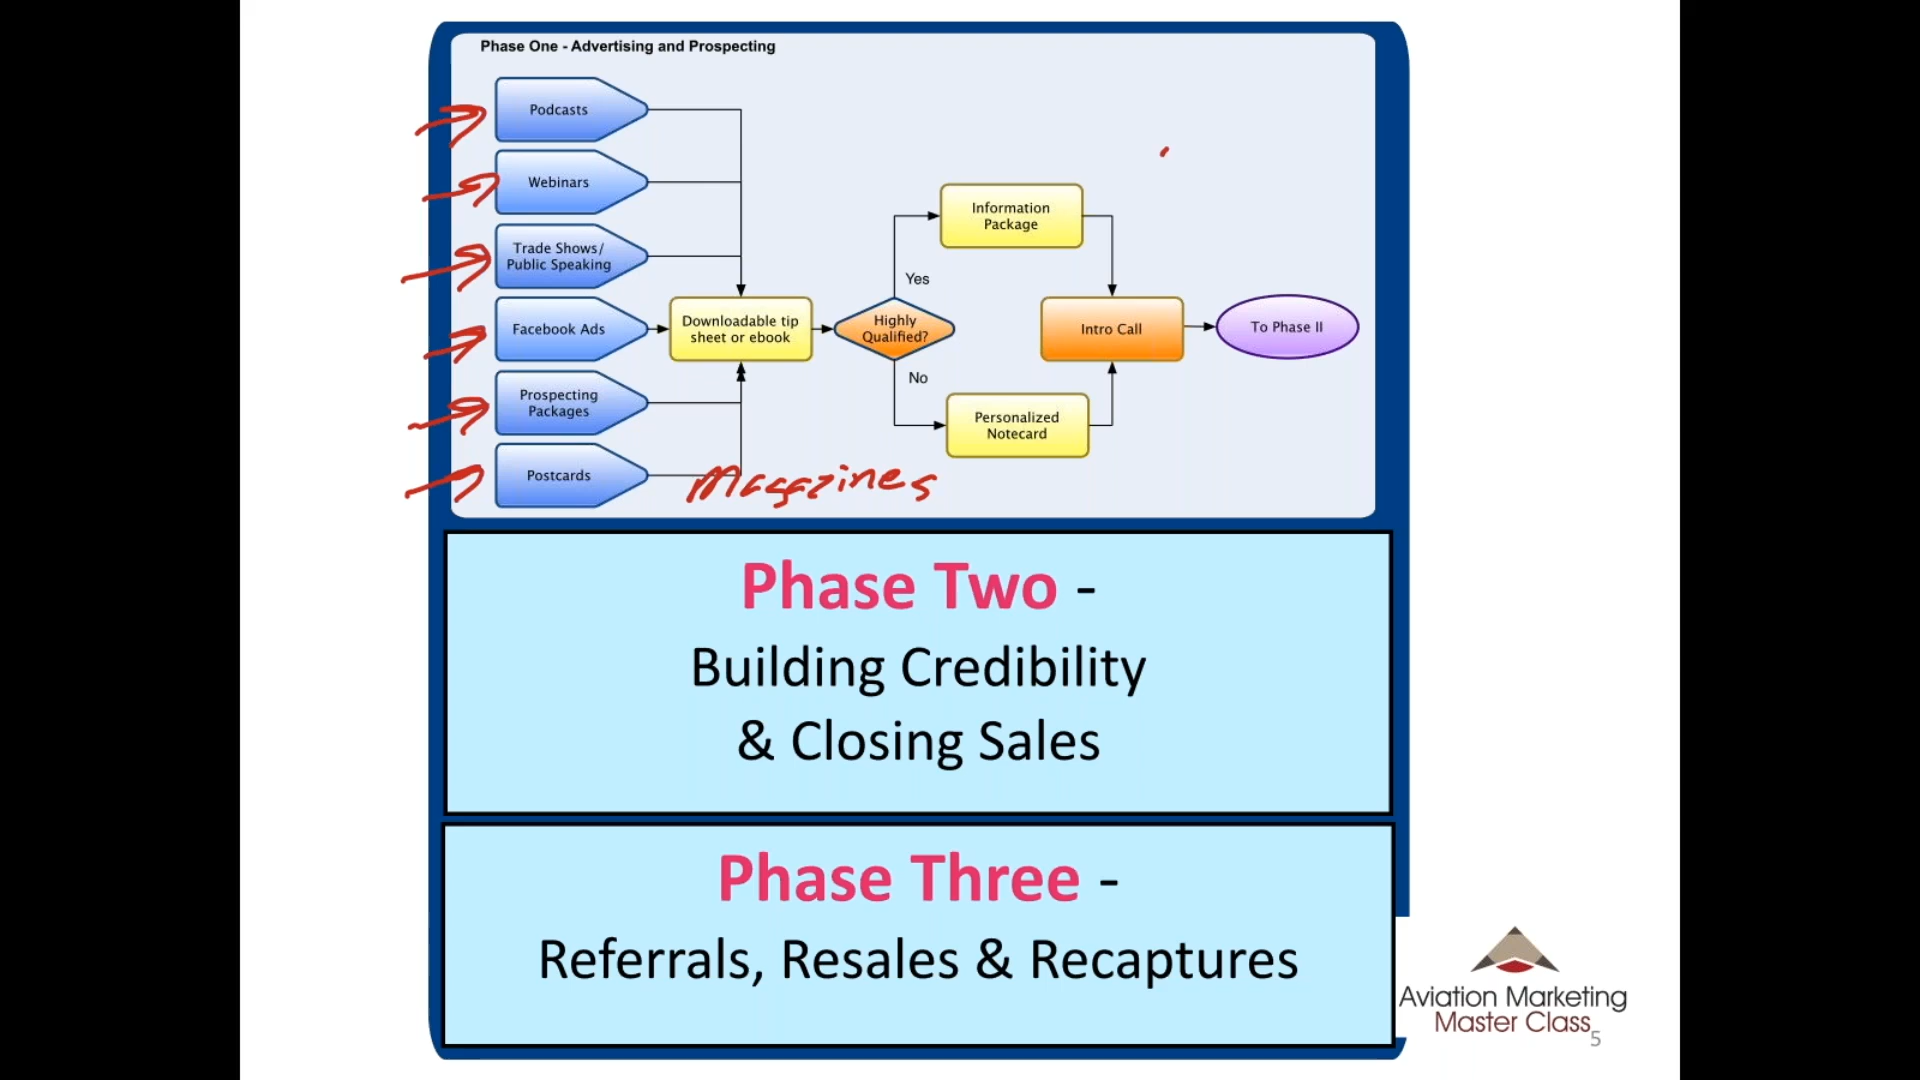 Phase One - Advertising and Prospecting
Podcasts
Webinars
Trade Shows/
Public Speaking
Facebook Ads
Prospecting
Packages
Postcards
Magazines
Downloadable tip
sheet or ebook
Highly
Qualified?
Yes
No
Information
Package
Personalized
Notecard
Intro Call
To Phase II
Phase Two -
Building Credibility
& Closing Sales
Phase Three -
Referrals, Resales & Recaptures
Aviation Marketing
Master Class
5